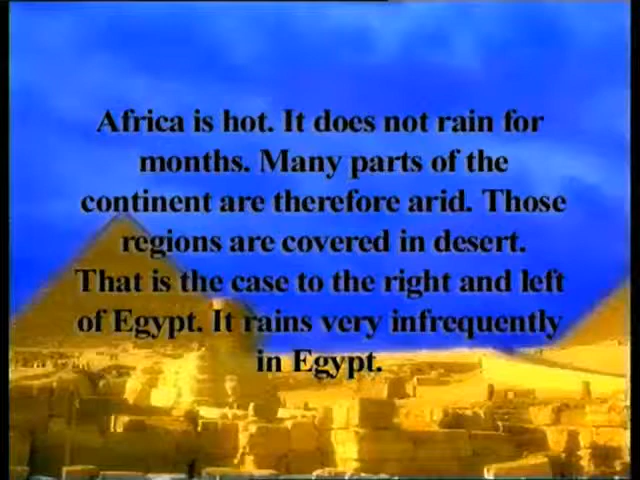 Africa is hot. It does not rain for
months. Many parts of the
continent are therefore arid. Those
regions are covered in desert.
That is the case to the right and left
of Egypt. It rains very infrequently
in Egypt.